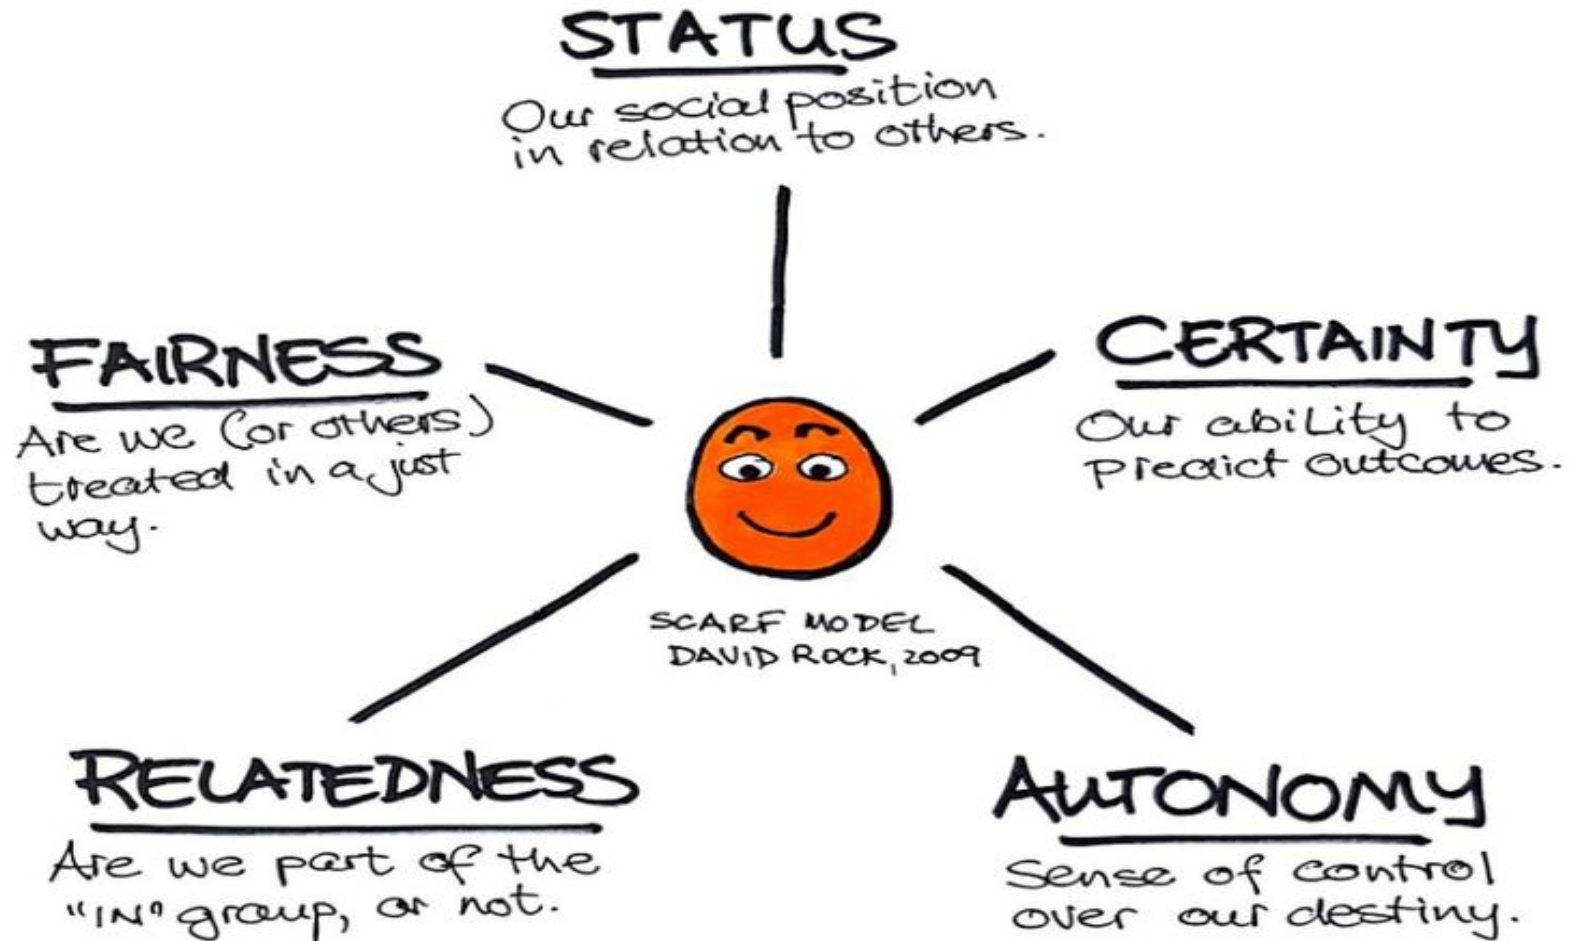 STATUS
Our social position
in relation to others.
FAIRNESS
Are we (or others)
treated in a just
way.
CERTAINTY
Our ability to
predict outcomes.
SCARF MODEL
DAVID ROCK, 2009
RELATEDNESS
Are we part of the
"IN" group, or not.
AUTONOMY
Sense of control
over our destiny.